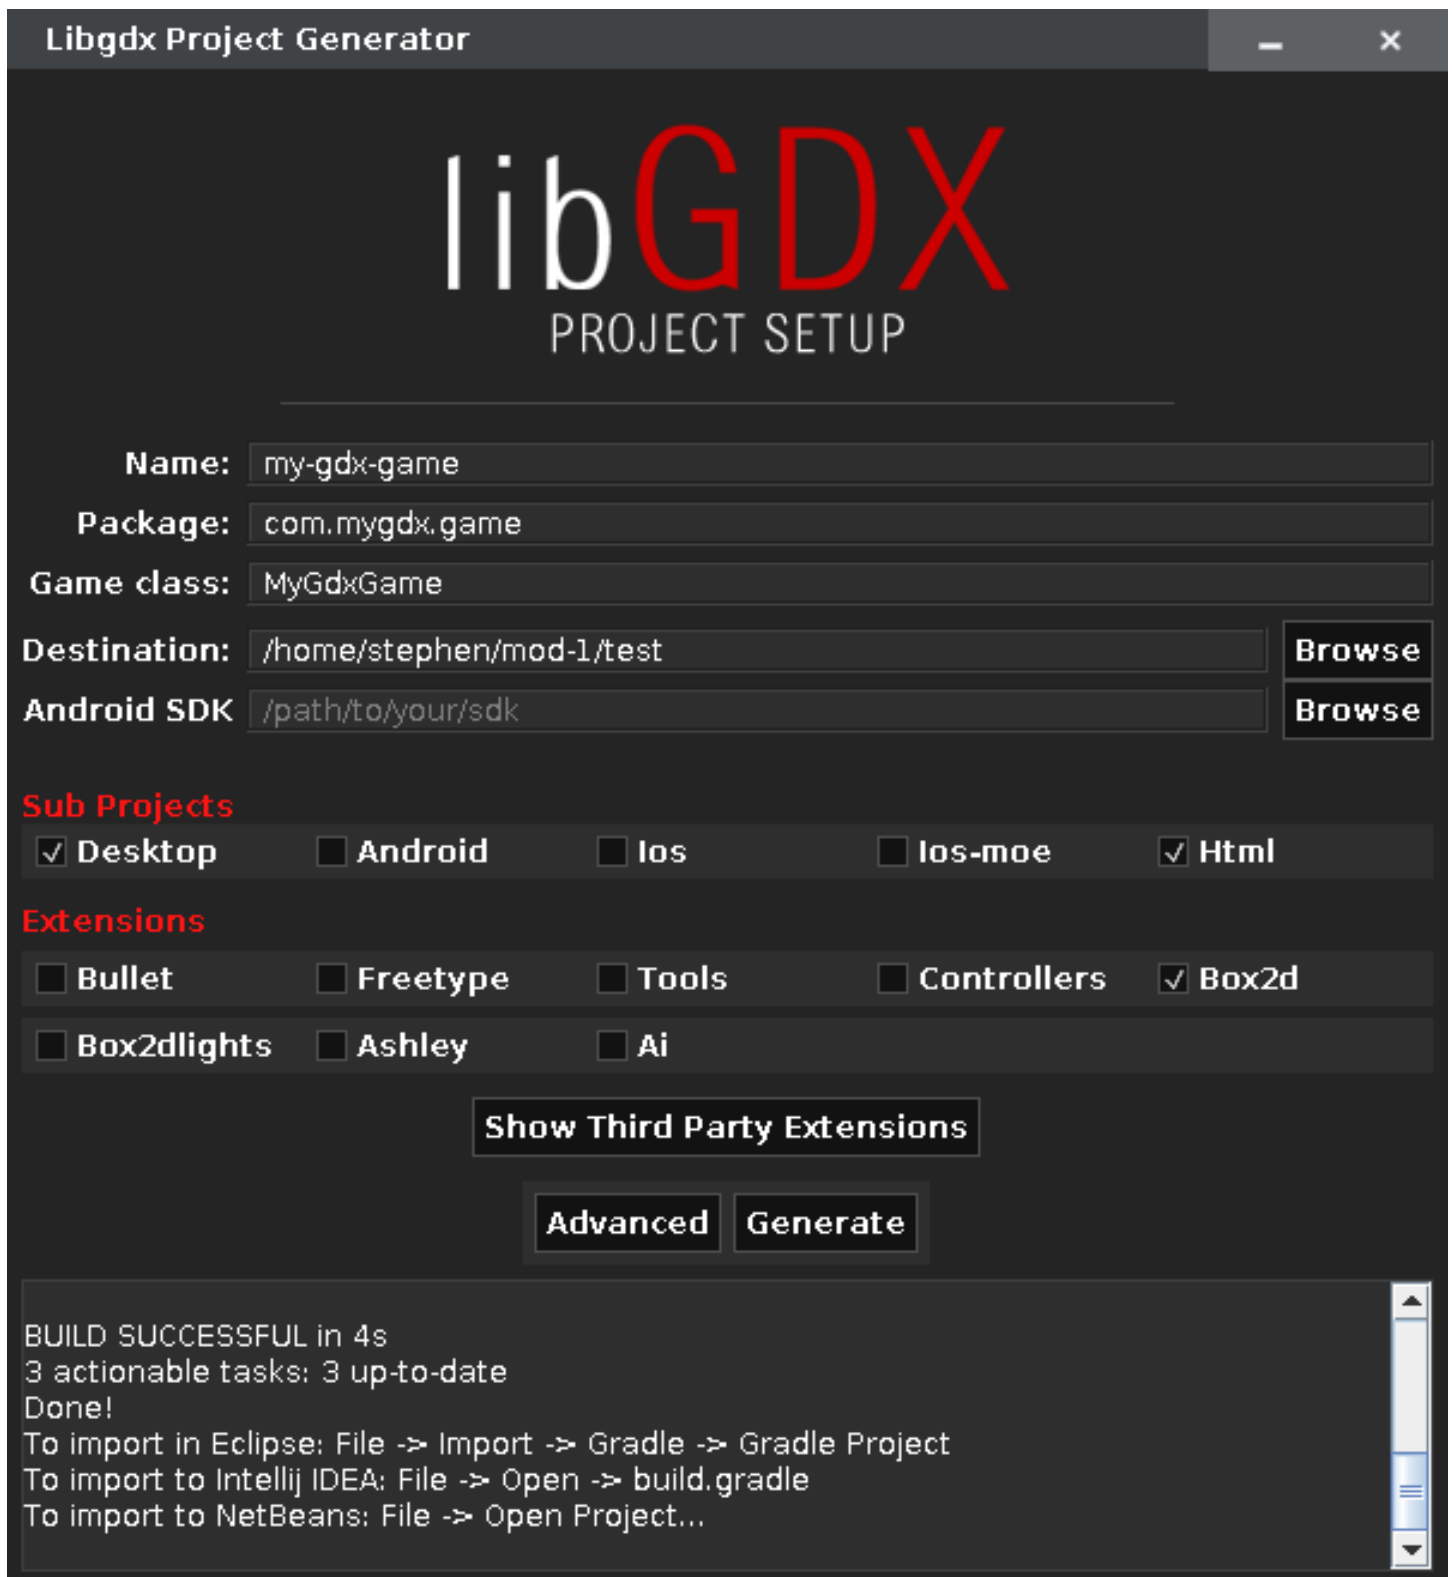 Libgdx Project Generator
libGDX
PROJECT SETUP
Name: my-gdx-game
Package: com.mygdx.game
Game class: MyGdxGame
Destination: /home/stephen/mod-1/test Browse
Android SDK /path/to/your/sdk Browse
Sub Projects
Desktop Android Ios Ios-moe Html
Extensions
Bullet Freetype Tools Controllers Box2d
Box2dlights Ashley Ai
Show Third Party Extensions
Advanced Generate
BUILD SUCCESSFUL in 4s
3 actionable tasks: 3 up-to-date
Done!
To import in Eclipse: File -> Import -> Gradle -> Gradle Project
To import to Intellij IDEA: File -> Open -> build.gradle
To import to NetBeans: File -> Open Project...